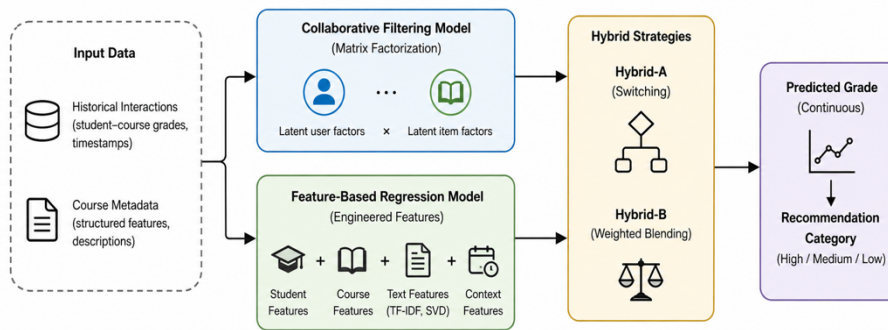 Input Data
Historical Interactions
(student–course grades,
timestamps)
Course Metadata
(structured features,
descriptions)
Collaborative Filtering Model
(Matrix Factorization)
...
Latent user factors × Latent item factors
Feature-Based Regression Model
(Engineered Features)
+ + +
Student
Features
Course
Features
Text Features
(TF-IDF, SVD)
Context
Features
Hybrid Strategies
Hybrid-A
(Switching)
Hybrid-B
(Weighted Blending)
Predicted Grade
(Continuous)
Recommendation
Category
(High / Medium / Low)